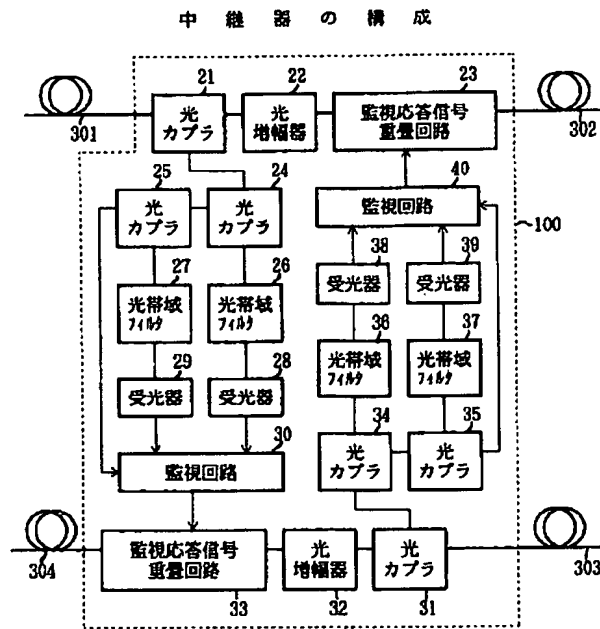 中継器の構成
21
22
23
301
光
カプラ
光
増幅器
監視応答信号
重畳回路
302
25
24
40
光
カプラ
光
カプラ
監視回路
100
27
26
38
39
光帯域
フィルタ
光帯域
フィルタ
受光器
受光器
36
37
29
28
受光器
受光器
光帯域
フィルタ
光帯域
フィルタ
30
34
35
監視回路
光
カプラ
光
カプラ
304
監視応答信号
重畳回路
光
増幅器
光
カプラ
303
33
32
31